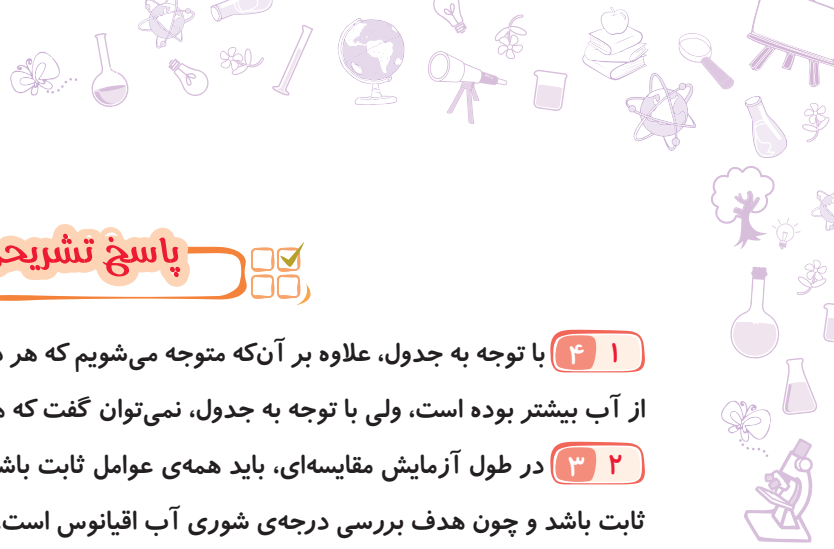 پاسخ تشریحی
۱ ۴ با توجه به جدول، علاوه بر آن‌که متوجه می‌شویم که هر
از آب بیشتر بوده است، ولی با توجه به جدول، نمی‌توان گفت که
۲ ۳ در طول آزمایش مقایسه‌ای، باید همه‌ی عوامل ثابت
ثابت باشد و چون هدف بررسی درجه‌ی شوری آب اقیانوس است،